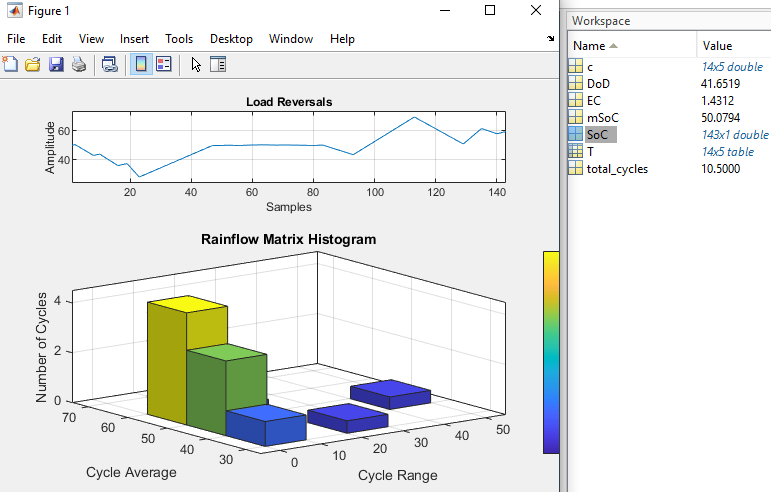 Figure 1
File Edit View Insert Tools Desktop Window Help
Load Reversals
Amplitude
60
40
20 40 60 80 100 120 140
Samples
Rainflow Matrix Histogram
Number of Cycles
4
2
0
70 60 50 40 30
Cycle Average
0 10 20 30 40 50
Cycle Range
Workspace
Name Value
c 14x5 double
DoD 41.6519
EC 1.4312
mSoC 50.0794
SoC 143x1 double
T 14x5 table
total_cycles 10.5000